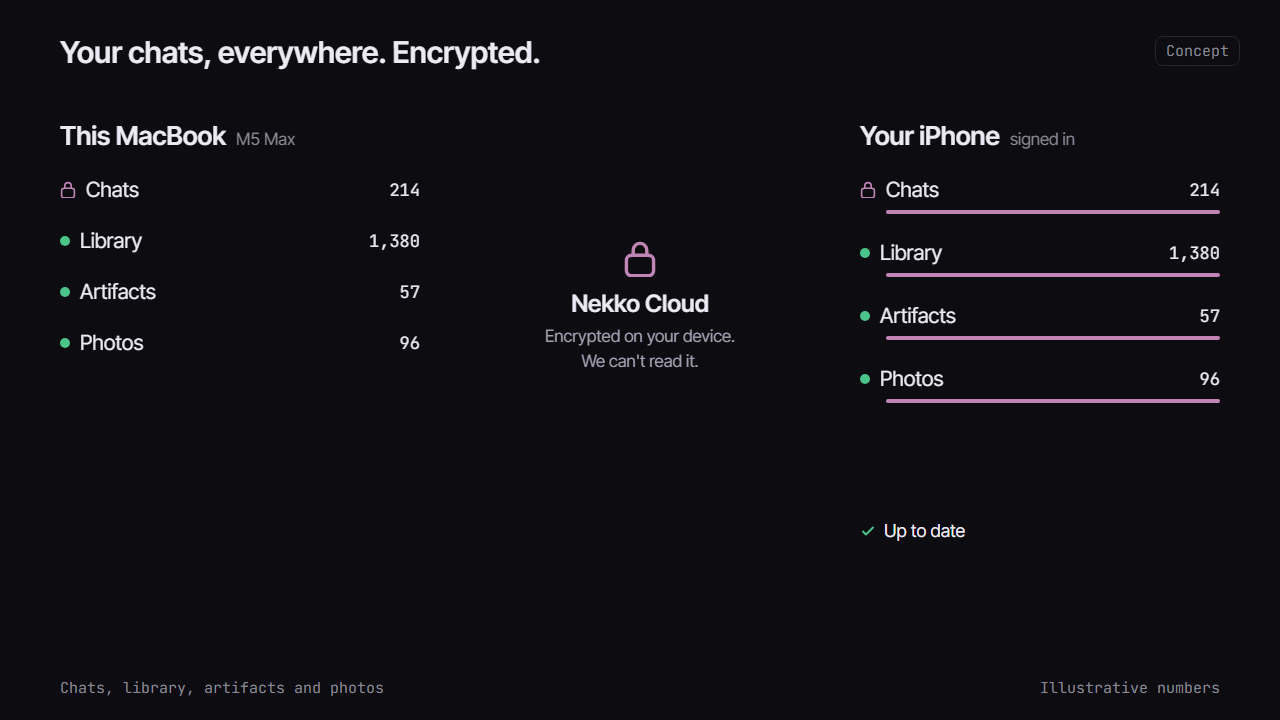 Your chats, everywhere. Encrypted.
Concept
This MacBook M5 Max
Chats 214
Library 1,380
Artifacts 57
Photos 96
Nekko Cloud
Encrypted on your device.
We can't read it.
Your iPhone signed in
Chats 214
Library 1,380
Artifacts 57
Photos 96
Up to date
Chats, library, artifacts and photos
Illustrative numbers